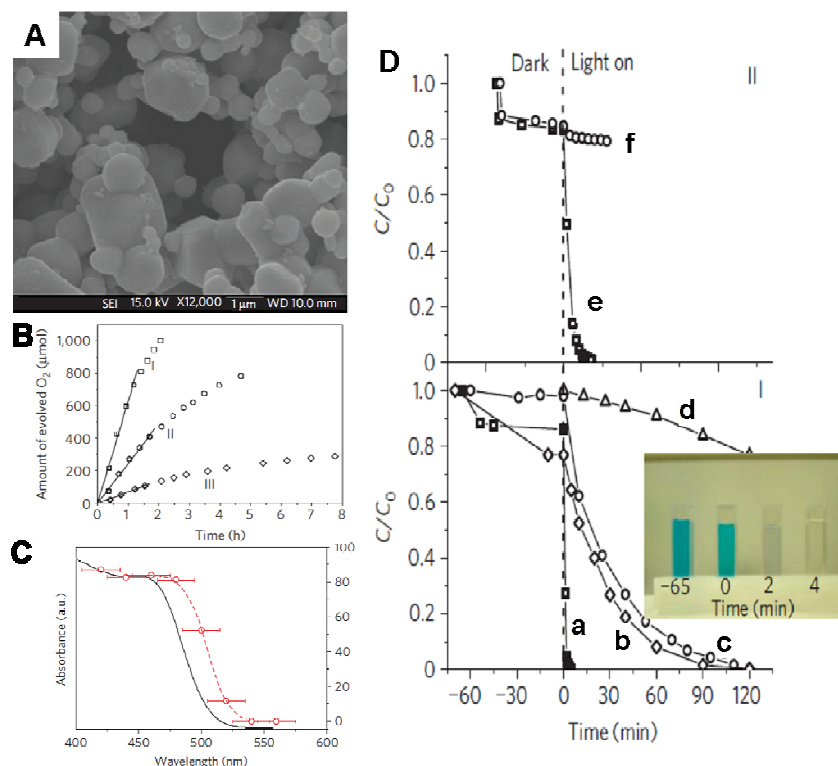 A
SEI 15.0 kV X12,000 1 μm WD 10.0 mm
B
Amount of evolved O2 (μmol)
1,000
800
600
400
200
0
I
II
III
0 1 2 3 4 5 6 7 8
Time (h)
C
Absorbance (a.u.)
100
80
60
40
20
0
400 450 500 550 600
Wavelength (nm)
D
Dark Light on
II
C/C0
1.0
0.8
0.6
0.4
0.2
0
f
e
I
C/C0
1.0
0.8
0.6
0.4
0.2
0
d
a
b
c
-65 0 2 4
Time (min)
-60 -30 0 30 60 90 120
Time (min)